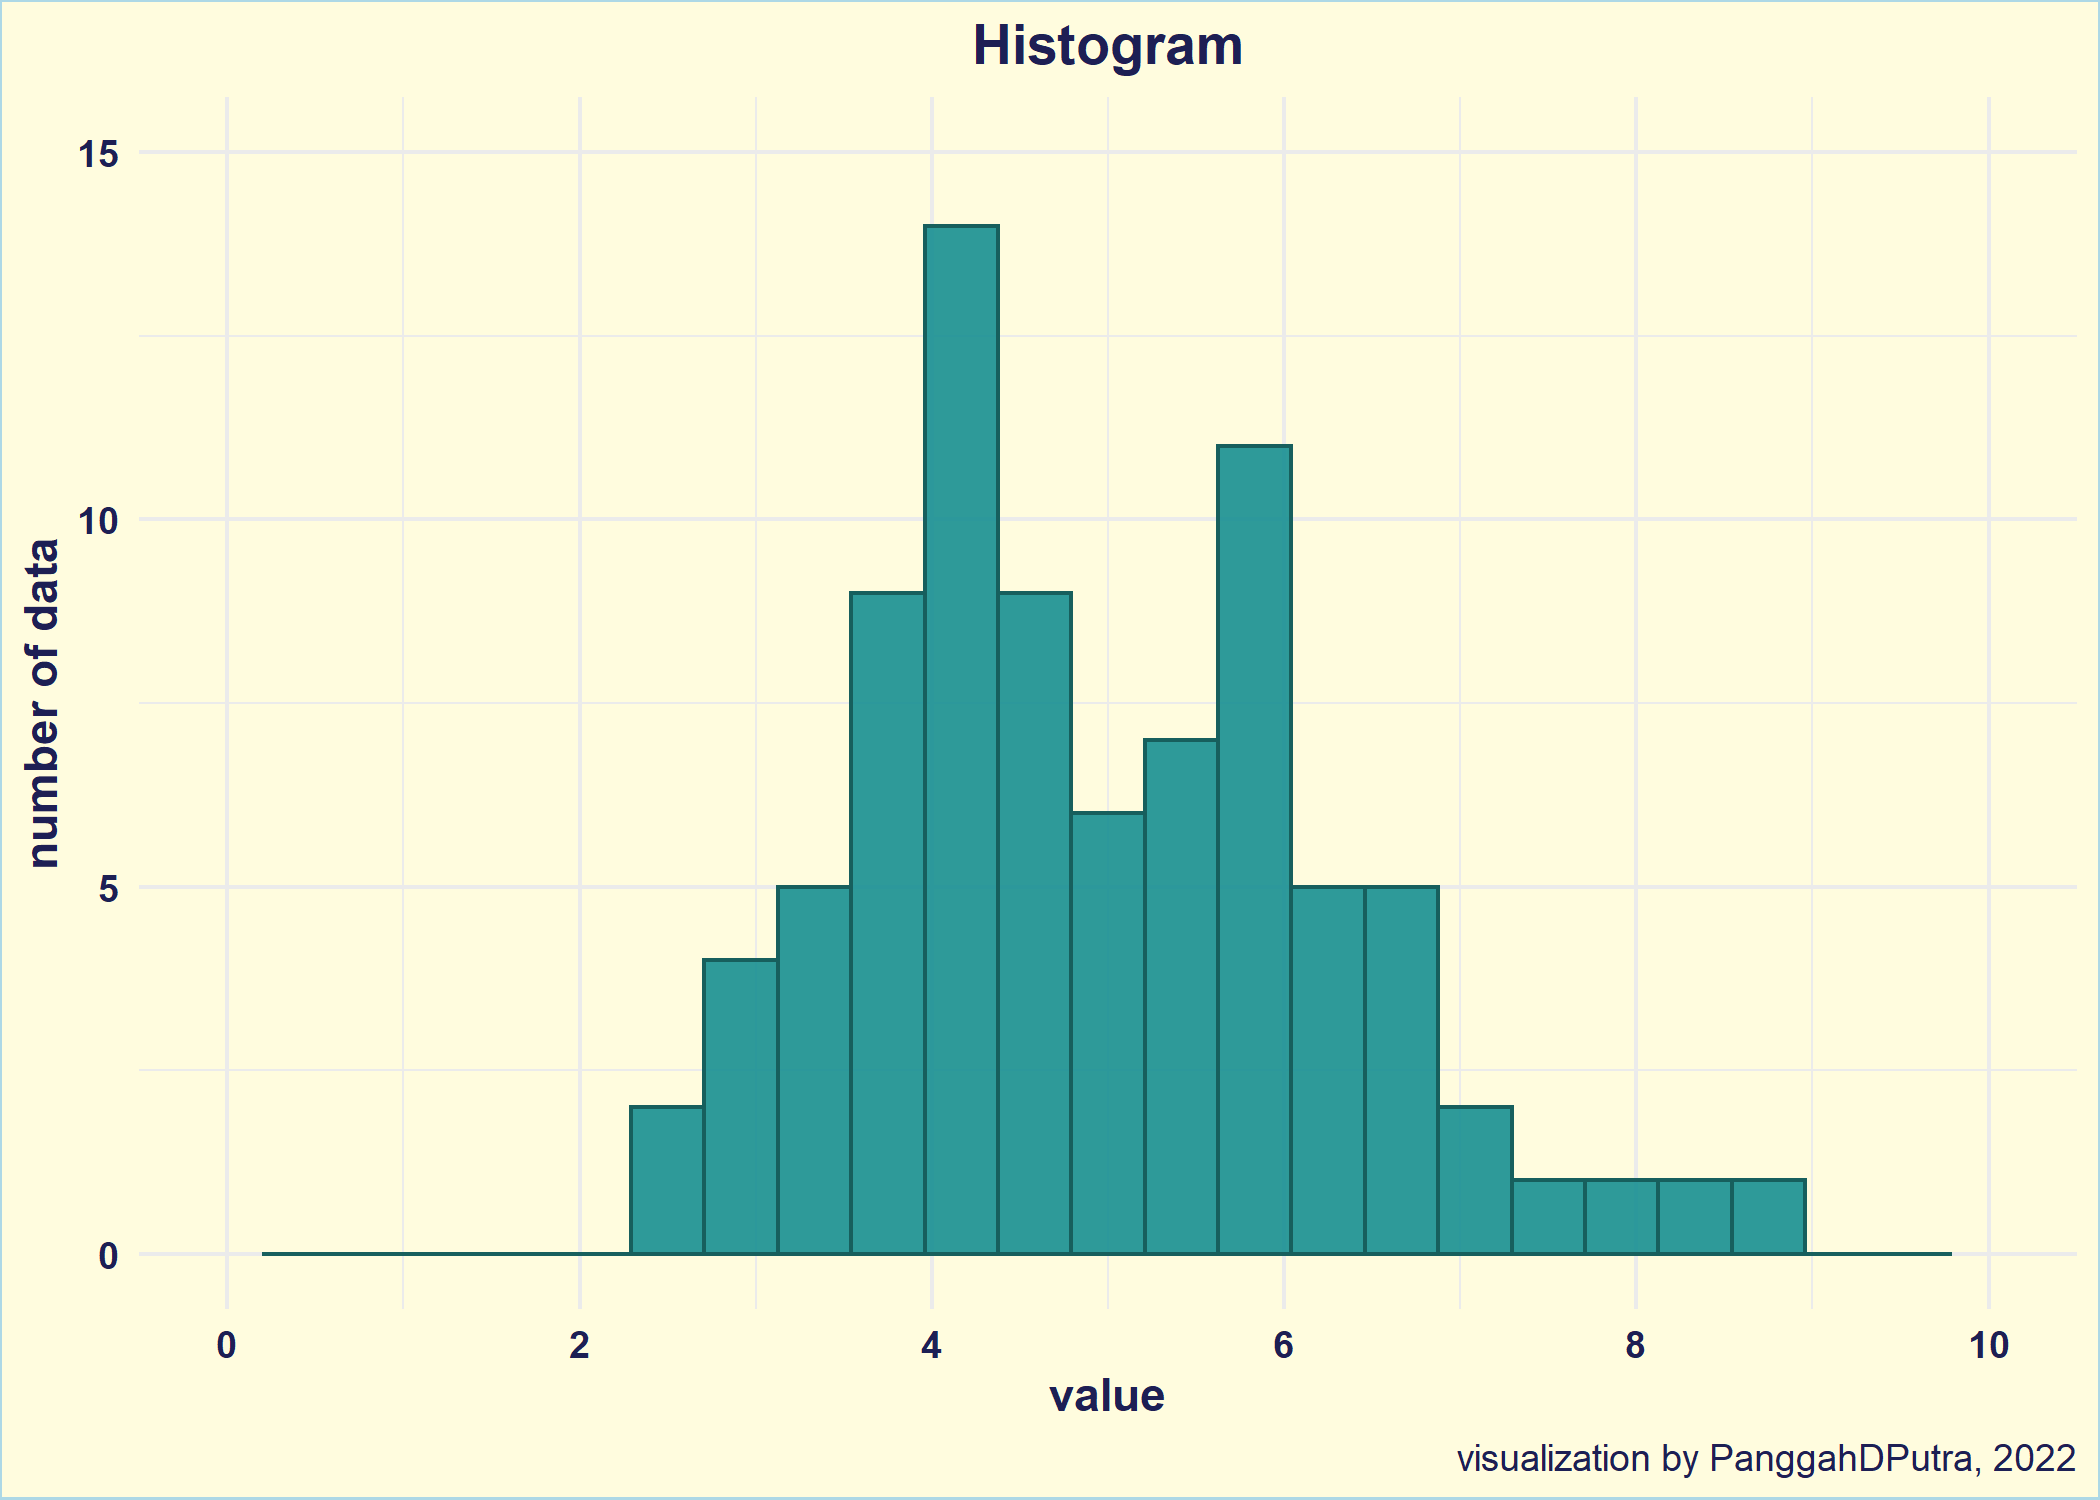 Histogram
15
10
5
0
number of data
0 2 4 6 8 10
value
visualization by PanggahDPutra, 2022